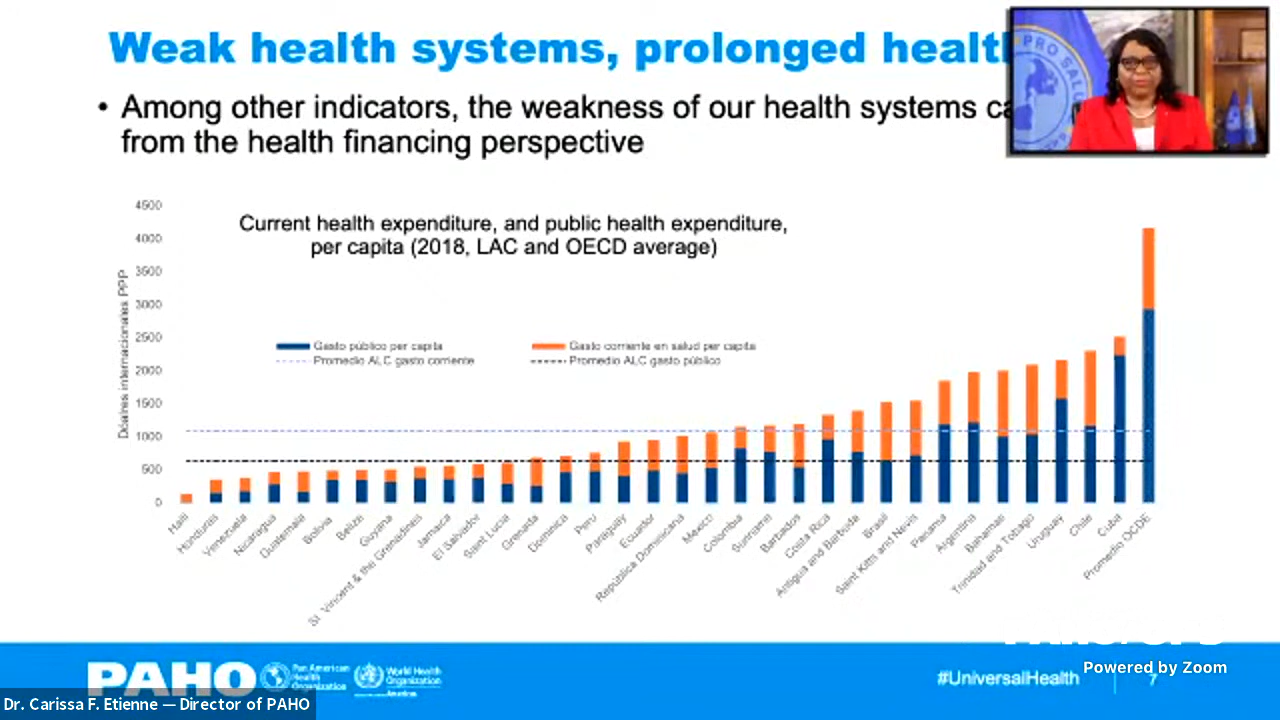 Weak health systems, prolonged health
• Among other indicators, the weakness of our health systems ca
from the health financing perspective
PRO SALU
Current health expenditure, and public health expenditure,
per capita (2018, LAC and OECD average)
Dólares internacionales PPP
4500
4000
3500
3000
2500
2000
1500
1000
500
0
Gasto público per capita
Gasto corriente en salud per capita
Promedio ALC gasto corriente
Promedio ALC gasto público
Haiti
Honduras
Venezuela
Nicaragua
Guatemala
Bolivia
Belize
Guyana
St. Vincent & the Grenadines
Jamaica
El Salvador
Saint Lucia
Grenada
Dominica
Peru
Paraguay
Ecuador
República Dominicana
Mexico
Colombia
Suriname
Barbados
Costa Rica
Antigua and Barbuda
Brasil
Saint Kitts and Nevis
Panama
Argentina
Bahamas
Trinidad and Tobago
Uruguay
Chile
Cuba
Promedio OCDE
PAHO
Pan American
Health
Organization
World Health
Organization
Americas
#UniversalHealth
7
Powered by Zoom
Dr. Carissa F. Etienne — Director of PAHO